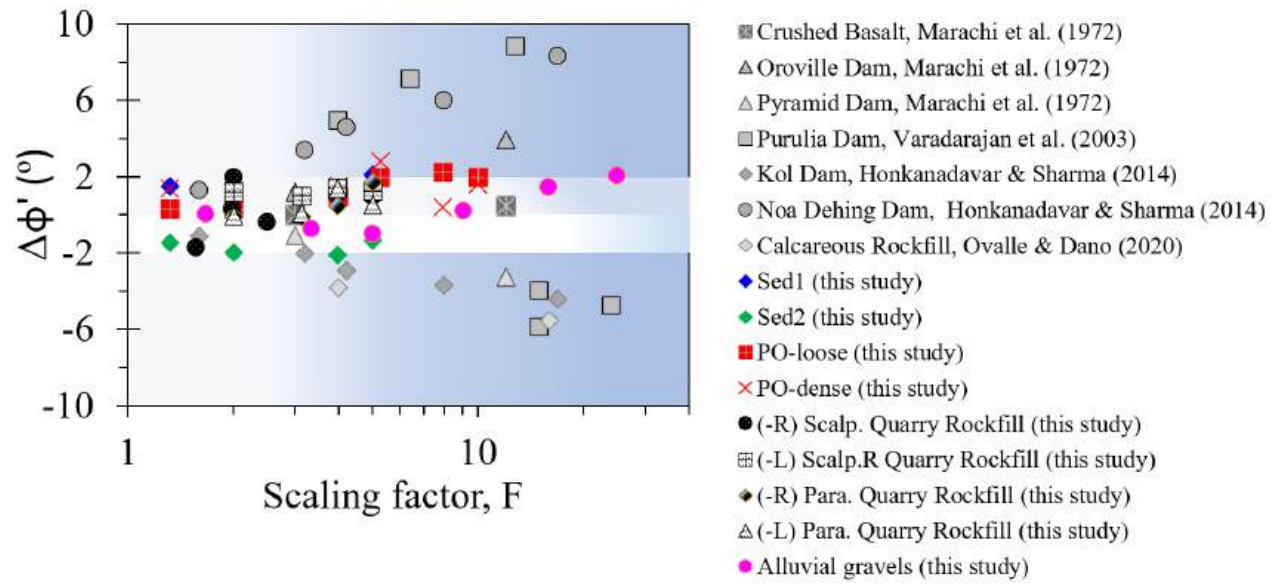 10
6
2
-2
-6
-10
Δϕ' (º)
1
10
Scaling factor, F
Crushed Basalt, Marachi et al. (1972)
Oroville Dam, Marachi et al. (1972)
Pyramid Dam, Marachi et al. (1972)
Purulia Dam, Varadarajan et al. (2003)
Kol Dam, Honkanadavar & Sharma (2014)
Noa Dehing Dam, Honkanadavar & Sharma (2014)
Calcareous Rockfill, Ovalle & Dano (2020)
Sed1 (this study)
Sed2 (this study)
PO-loose (this study)
PO-dense (this study)
(-R) Scalp. Quarry Rockfill (this study)
(-L) Scalp.R Quarry Rockfill (this study)
(-R) Para. Quarry Rockfill (this study)
(-L) Para. Quarry Rockfill (this study)
Alluvial gravels (this study)